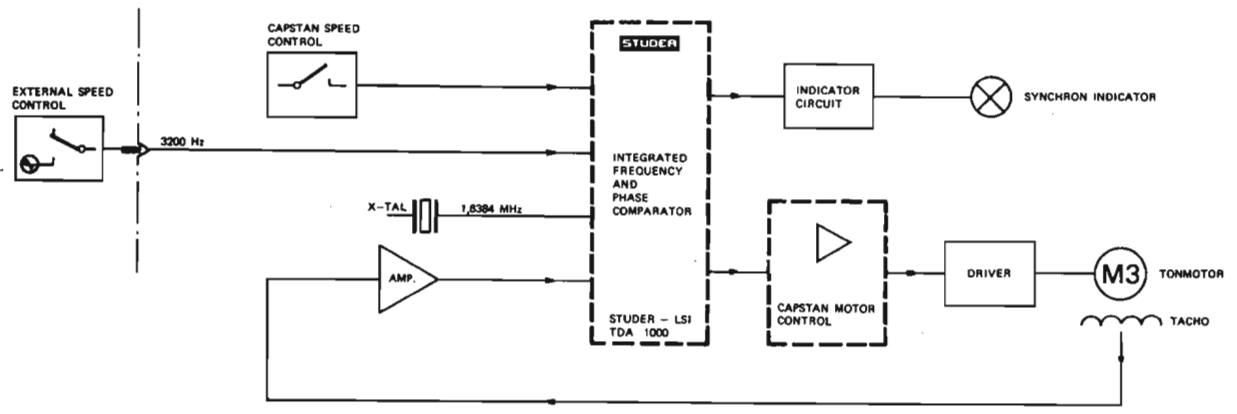 CAPSTAN SPEED
CONTROL
STUDER
EXTERNAL SPEED
CONTROL
3200 Hz
INDICATOR
CIRCUIT
SYNCHRON INDICATOR
INTEGRATED
FREQUENCY
AND
PHASE
COMPARATOR
X-TAL
1,6384 MHz
AMP.
STUDER - LSI
TDA 1000
CAPSTAN MOTOR
CONTROL
DRIVER
M3
TONMOTOR
TACHO